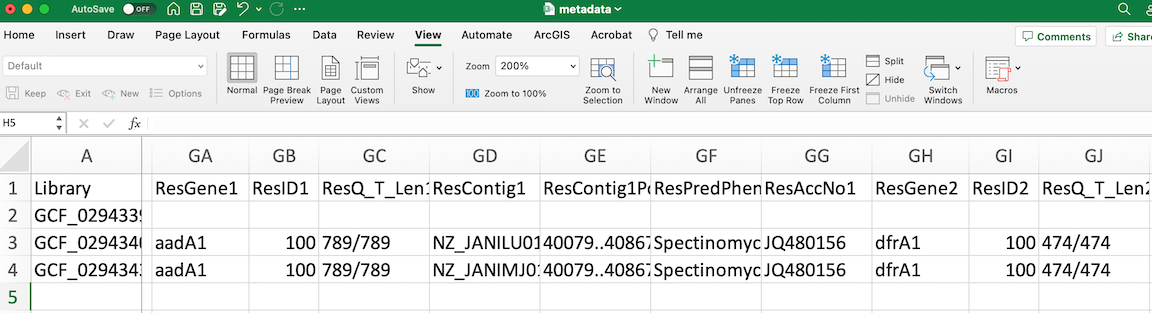 AutoSave OFF metadata
Home Insert Draw Page Layout Formulas Data Review View Automate ArcGIS Acrobat Tell me Comments Share
Default Zoom 200% Split
Keep Exit New Options Normal Page Break Preview Page Layout Custom Views Show Zoom to 100% Zoom to Selection New Window Arrange All Unfreeze Panes Freeze Top Row Freeze First Column Hide Unhide Switch Windows Macros
H5 fx
A GA GB GC GD GE GF GG GH GI GJ
1 Library ResGene1 ResID1 ResQ_T_Len1 ResContig1 ResContig1Po ResPredPhen ResAccNo1 ResGene2 ResID2 ResQ_T_Len2
2 GCF_029433
3 GCF_029434 aadA1 100 789/789 NZ_JANILU01 40079..40867 Spectinomyc JQ480156 dfrA1 100 474/474
4 GCF_029434 aadA1 100 789/789 NZ_JANIMJ01 40079..40867 Spectinomyc JQ480156 dfrA1 100 474/474
5